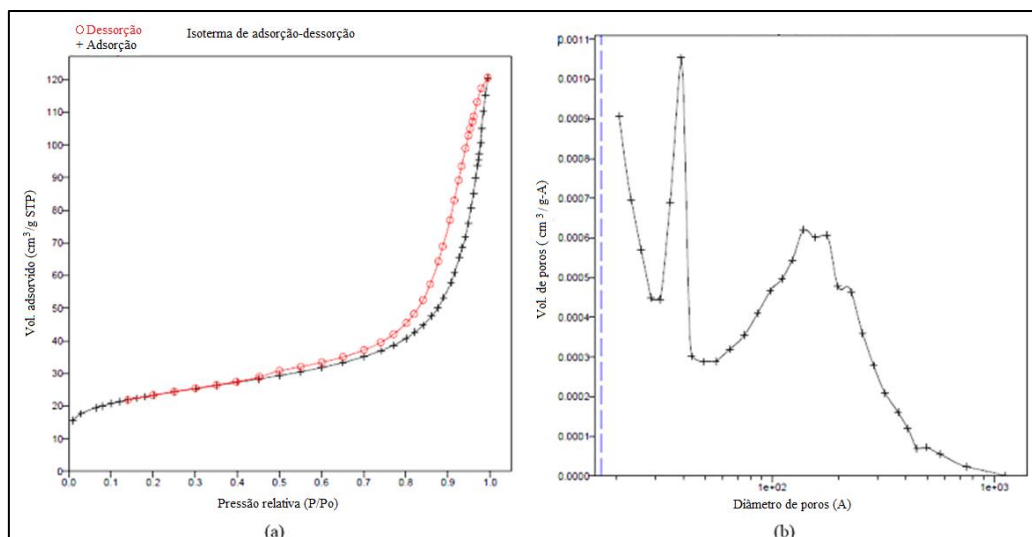 Dessorção
Adsorção
Isoterma de adsorção-dessorção
Vol. adsorvido (cm³/g STP)
120
110
100
90
80
70
60
50
40
30
20
10
0
0.0 0.1 0.2 0.3 0.4 0.5 0.6 0.7 0.8 0.9 1.0
Pressão relativa (P/Po)
(a)
Vol. de poros ( cm³ / g-A)
0.0011
0.0010
0.0009
0.0008
0.0007
0.0006
0.0005
0.0004
0.0003
0.0002
0.0001
0.0000
1e+02 1e+03
Diâmetro de poros (A)
(b)